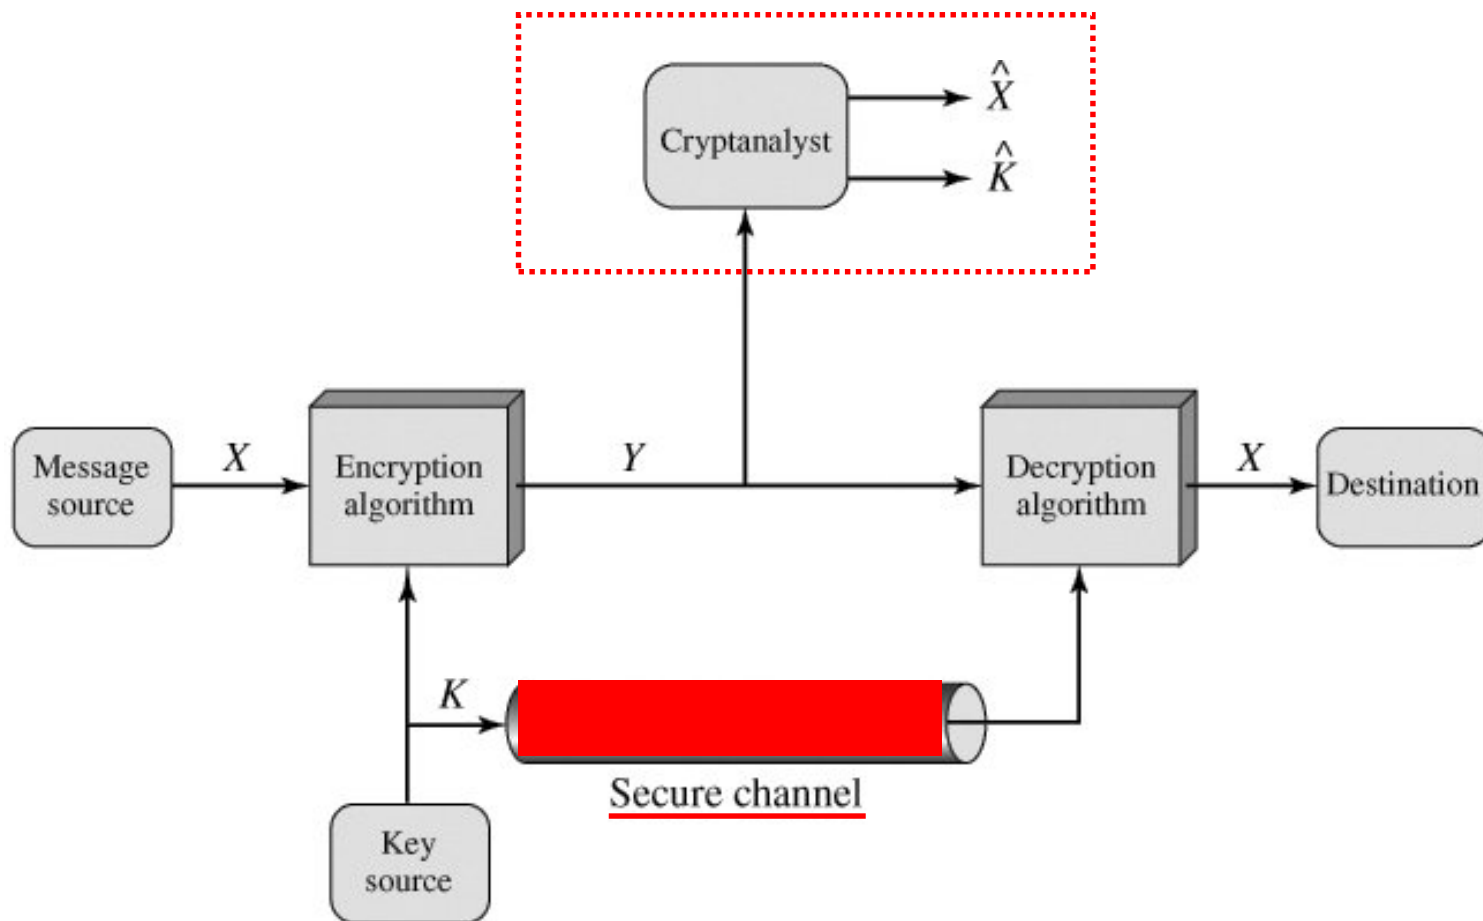 X̂
Cryptanalyst
K̂
Message
source
X
Encryption
algorithm
Y
Decryption
algorithm
X
Destination
K
Secure channel
Key
source